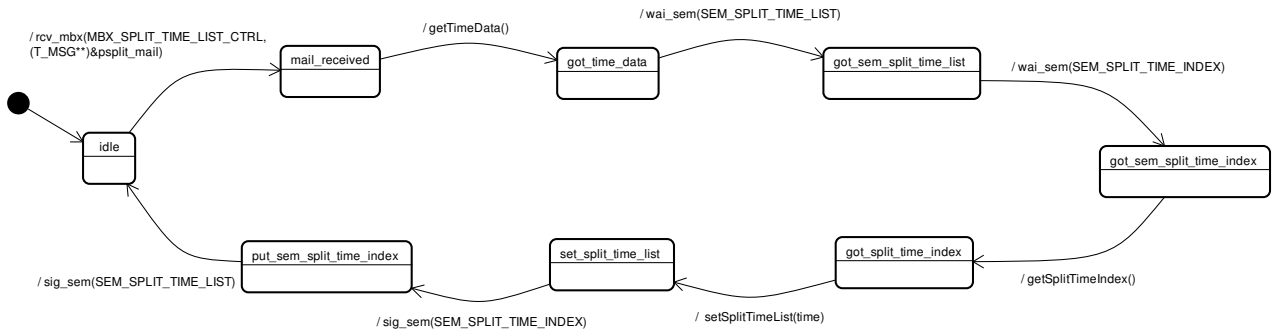 / rcv_mbx(MBX_SPLIT_TIME_LIST_CTRL,
(T_MSG**)&psplit_mail)
mail_received
/ getTimeData()
got_time_data
/ wai_sem(SEM_SPLIT_TIME_LIST)
got_sem_split_time_list
/ wai_sem(SEM_SPLIT_TIME_INDEX)
idle
got_sem_split_time_index
put_sem_split_time_index
set_split_time_list
got_split_time_index
/ sig_sem(SEM_SPLIT_TIME_LIST)
/ getSplitTimeIndex()
/ sig_sem(SEM_SPLIT_TIME_INDEX)
/ setSplitTimeList(time)